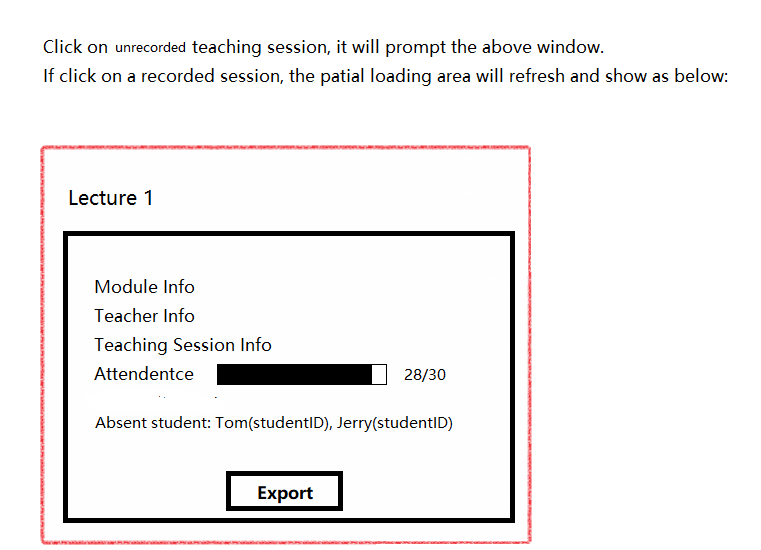 Click on unrecorded teaching session, it will prompt the above window.
If click on a recorded session, the patial loading area will refresh and show as below:
Lecture 1
Module Info
Teacher Info
Teaching Session Info
Attendentce 28/30
Absent student: Tom(studentID), Jerry(studentID)
Export